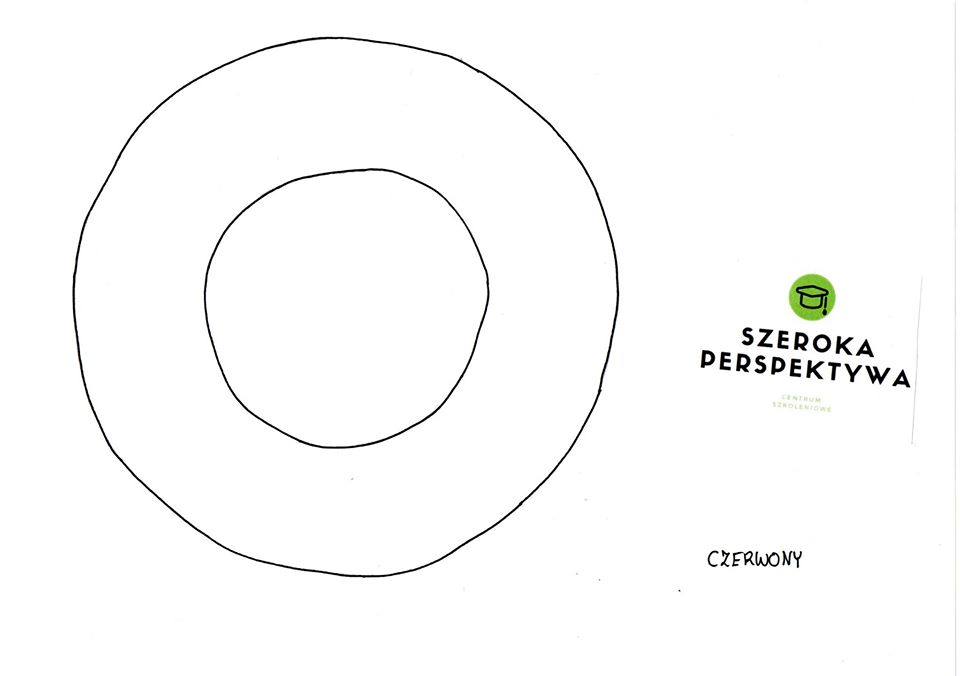 SZEROKA
PERSPEKTYWA
CENTRUM
SZKOLENIOWE
CZERWONY